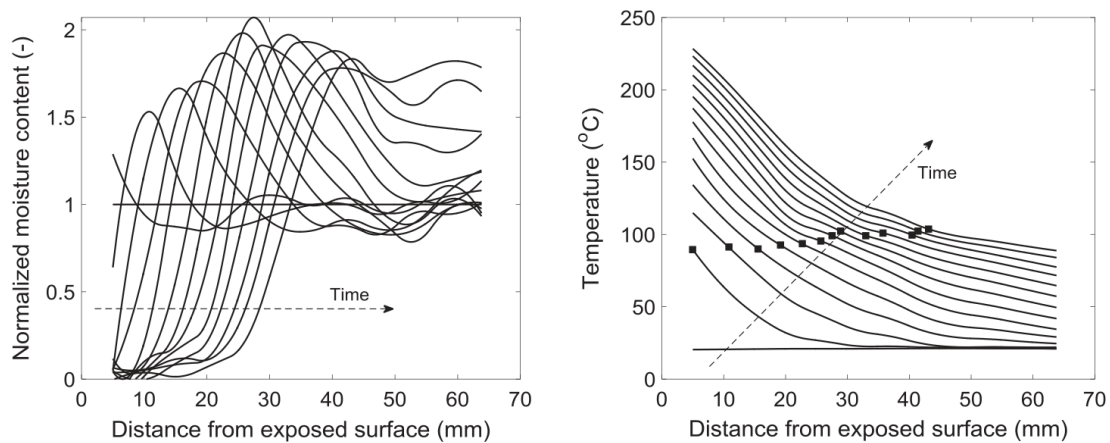 Normalized moisture content (-)
2
1.5
1
0.5
0
Time
0 10 20 30 40 50 60 70
Distance from exposed surface (mm)
Temperature (°C)
250
200
150
100
50
0
Time
0 10 20 30 40 50 60 70
Distance from exposed surface (mm)